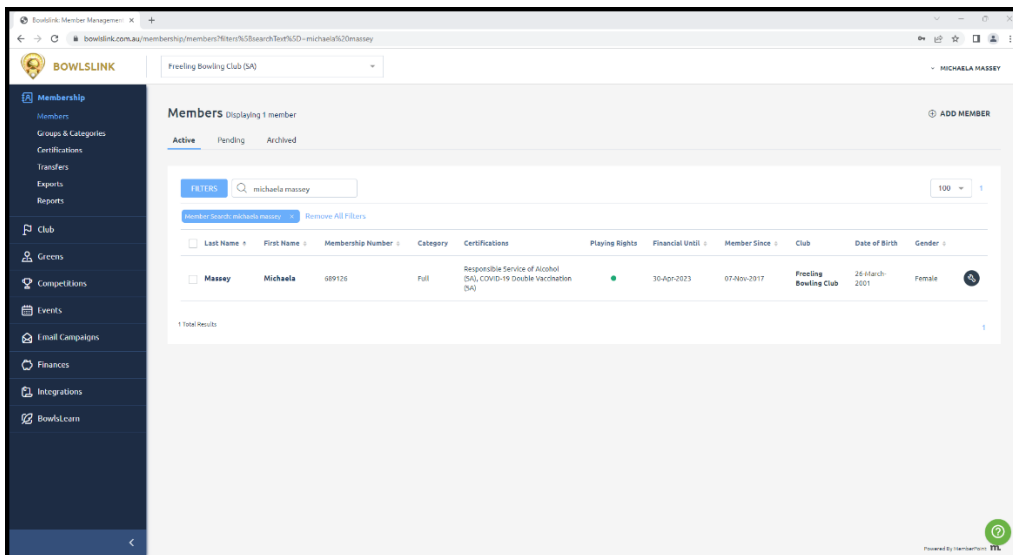 Bowlslink: Member Management
bowlslink.com.au/membership/members?filters%5BsearchText%5D=michaela%20massey
BOWLSLINK
Freeling Bowling Club (SA)
MICHAELA MASSEY
Membership
Members
Groups & Categories
Certifications
Transfers
Exports
Reports
Club
Greens
Competitions
Events
Email Campaigns
Finances
Integrations
BowlsLearn
Members Displaying 1 member
ADD MEMBER
Active Pending Archived
FILTERS michaela massey 100 1
Member Search: michaela massey × Remove All Filters
Last Name First Name Membership Number Category Certifications Playing Rights Financial Until Member Since Club Date of Birth Gender
Massey Michaela 689126 Full Responsible Service of Alcohol (SA), COVID-19 Double Vaccination (SA) 30-Apr-2023 07-Nov-2017 Freeling Bowling Club 26-March-2001 Female
1 Total Results 1
Powered By MemberPoint m.